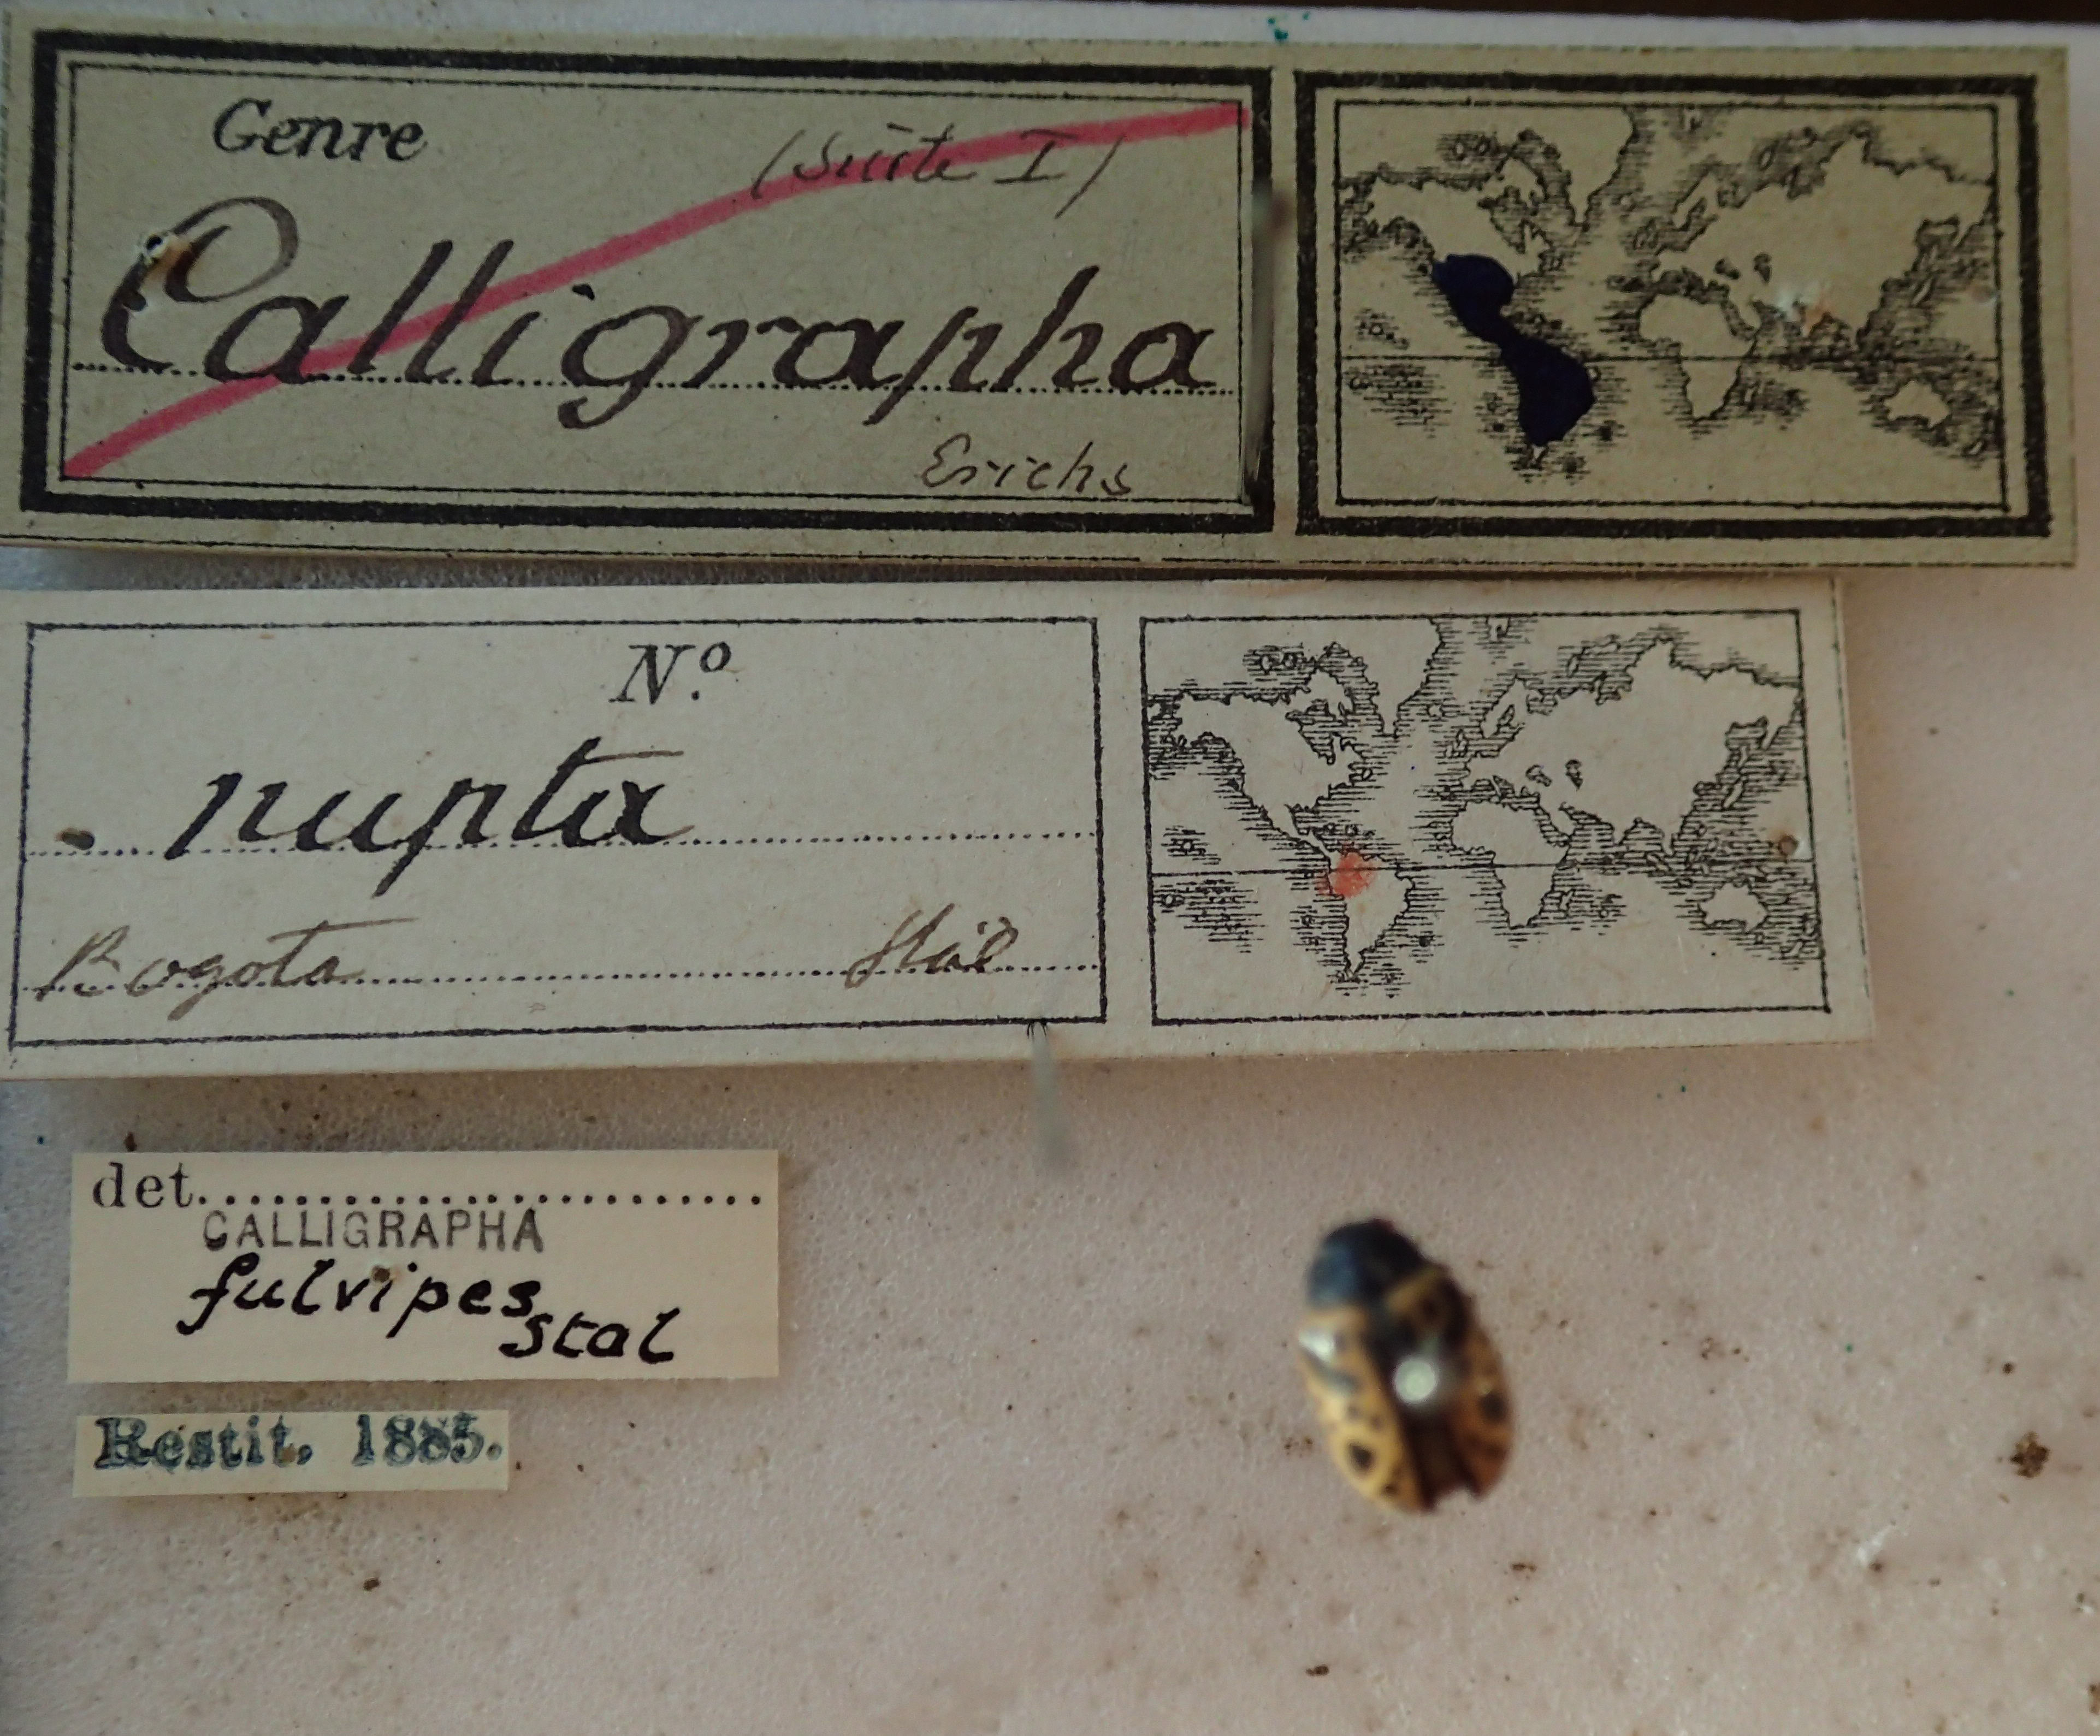 Genre
(Suite I)
Calligrapha
Erichs
N.º
nupta
Bogota Stål
det.
CALLIGRAPHA
fulvipes
stal
Restit. 1885.